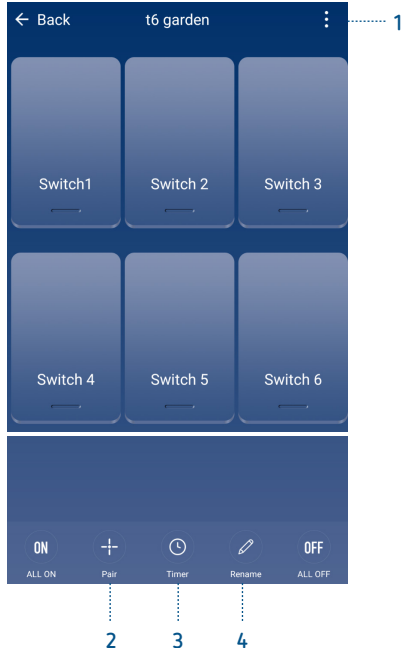 Back t6 garden 1
Switch1 Switch 2 Switch 3
Switch 4 Switch 5 Switch 6
ON OFF
ALL ON Pair Timer Rename ALL OFF
2 3 4